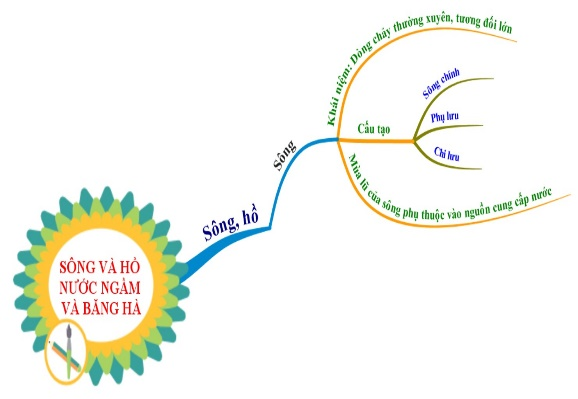 SÔNG VÀ HỒ
NƯỚC NGẦM
VÀ BĂNG HÀ
Sông, hồ
Sông
Khái niệm: Dòng chảy thường xuyên, tương đối lớn
Cấu tạo
Sông chính
Phụ lưu
Chi lưu
Mùa lũ của sông phụ thuộc vào nguồn cung cấp nước